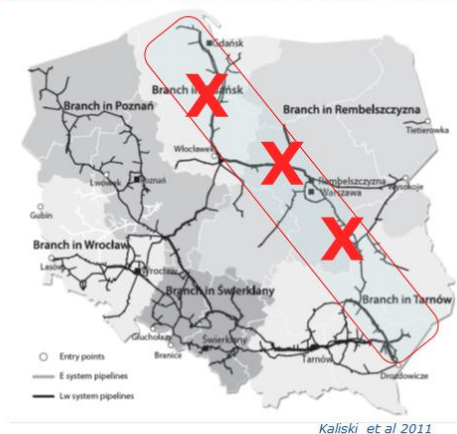 Gdańsk
Branch in Gdańsk
Branch in Poznań
Branch in Rembelszczyzna
Tietierowka
Włocławek
Lwówek
Poznań
Rembelszczyzna
Wysokoje
Warszawa
Gubin
Branch in Wrocław
Lasów
Wrocław
Branch in Świerklany
Branch in Tarnów
Głuchołazy
Branice
Świerklany
Tarnów
Drozdowicze
Entry points
E system pipelines
Lw system pipelines
Kaliski et al 2011